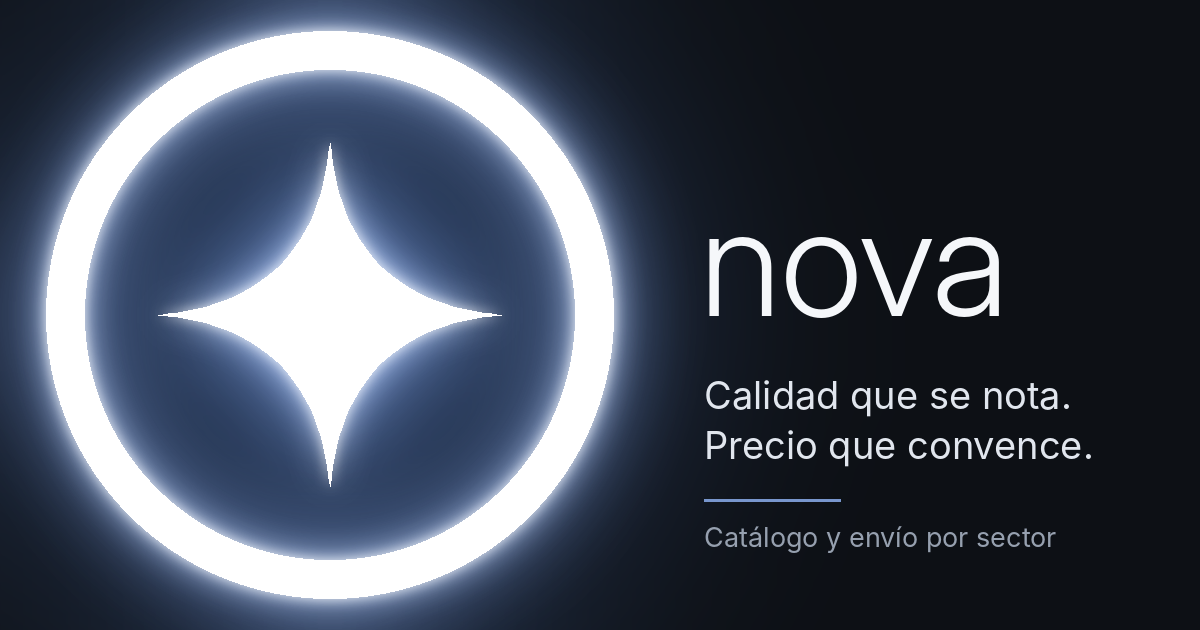 nova
Calidad que se nota.
Precio que convence.
Catálogo y envío por sector